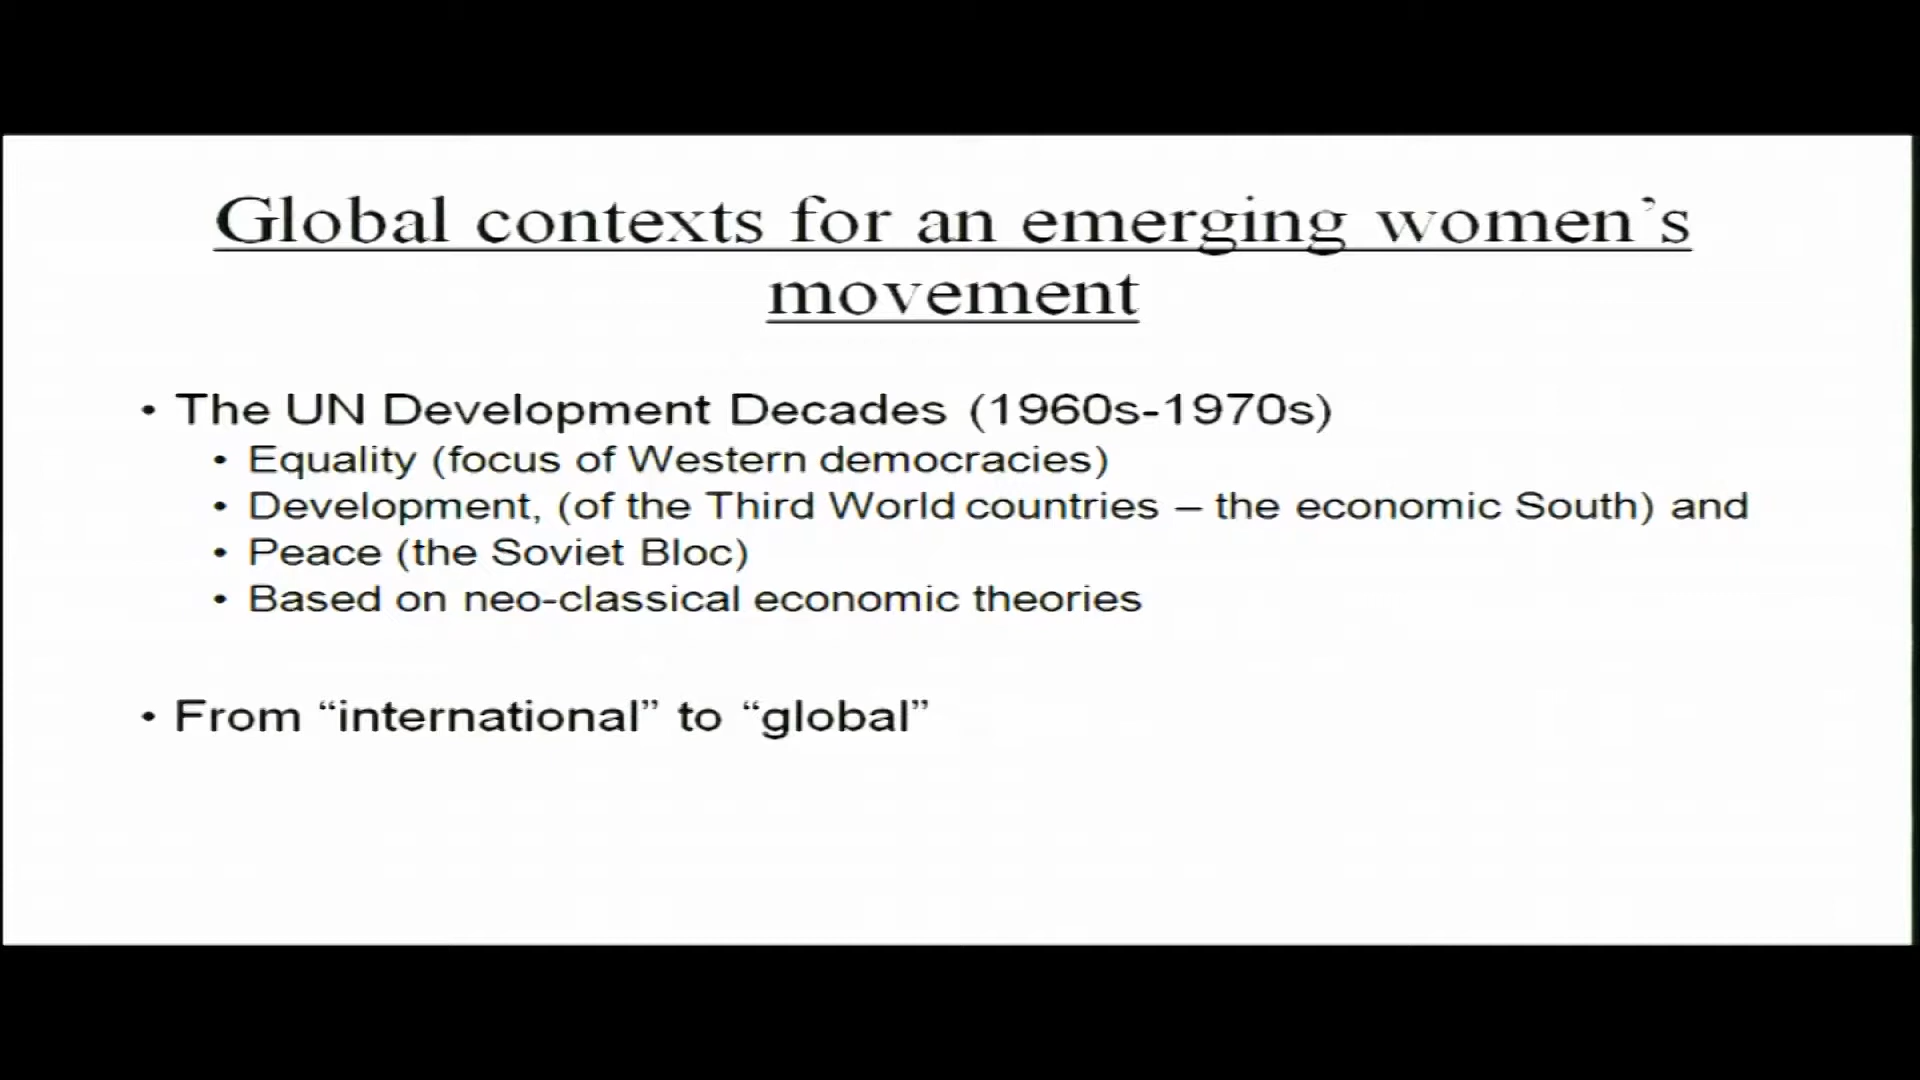 Global contexts for an emerging women’s
movement
• The UN Development Decades (1960s-1970s)
• Equality (focus of Western democracies)
• Development, (of the Third World countries – the economic South) and
• Peace (the Soviet Bloc)
• Based on neo-classical economic theories
• From “international” to “global”